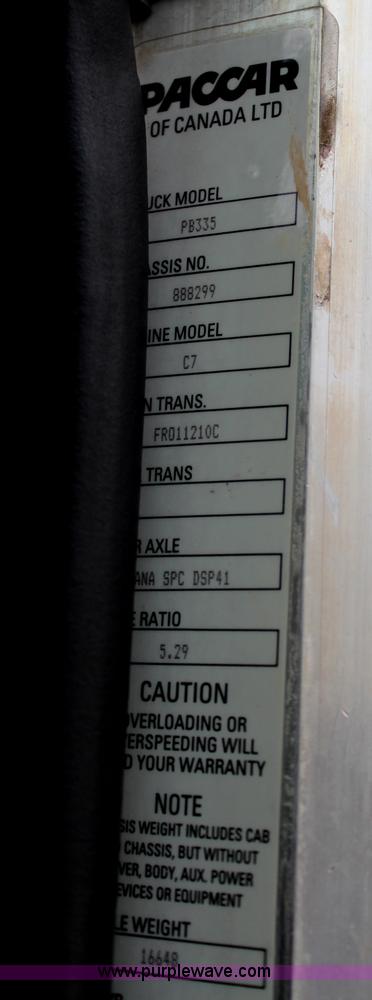 PACCAR
OF CANADA LTD
UCK MODEL
PB335
ASSIS NO.
888299
INE MODEL
C7
N TRANS.
FRO11210C
TRANS
R AXLE
ANA SPC DSP41
E RATIO
5.29
CAUTION
OVERLOADING OR
ERSPEEDING WILL
D YOUR WARRANTY
NOTE
SIS WEIGHT INCLUDES CAB
CHASSIS, BUT WITHOUT
VER, BODY, AUX. POWER
EVICES OR EQUIPMENT
LE WEIGHT
16648
www.purplewave.com